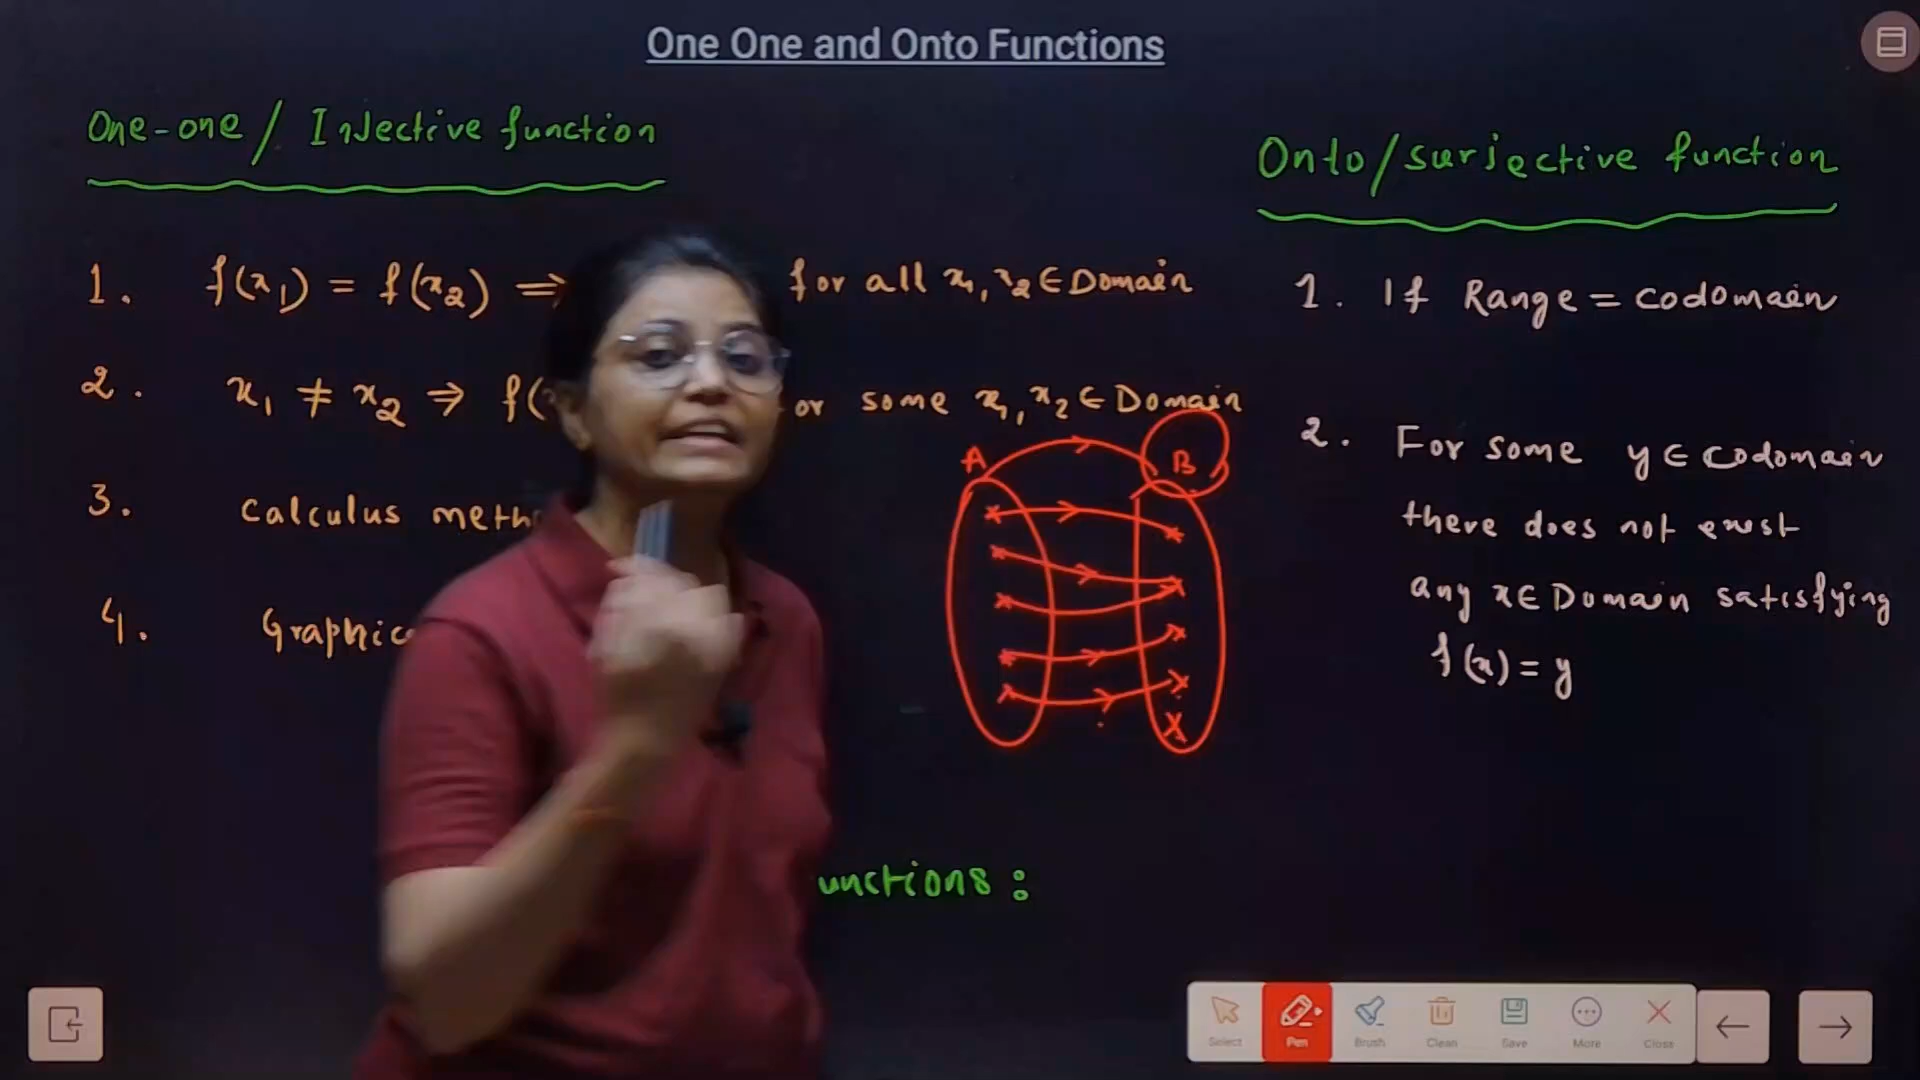 One One and Onto Functions
One-one / Injective function
1. f(x₁) = f(x₂) ⇒ for all x₁, x₂ ∈ Domain
2. x₁ ≠ x₂ ⇒ f( or some x₁, x₂ ∈ Domain
3. Calculus meth
4. Graphic
A B
unctions :
Onto / surjective function
1. If Range = codomain
2. For some y ∈ codomain
there does not exist
any x ∈ Domain satisfying
f(x) = y
Select Pen Brush Clean Save More Close